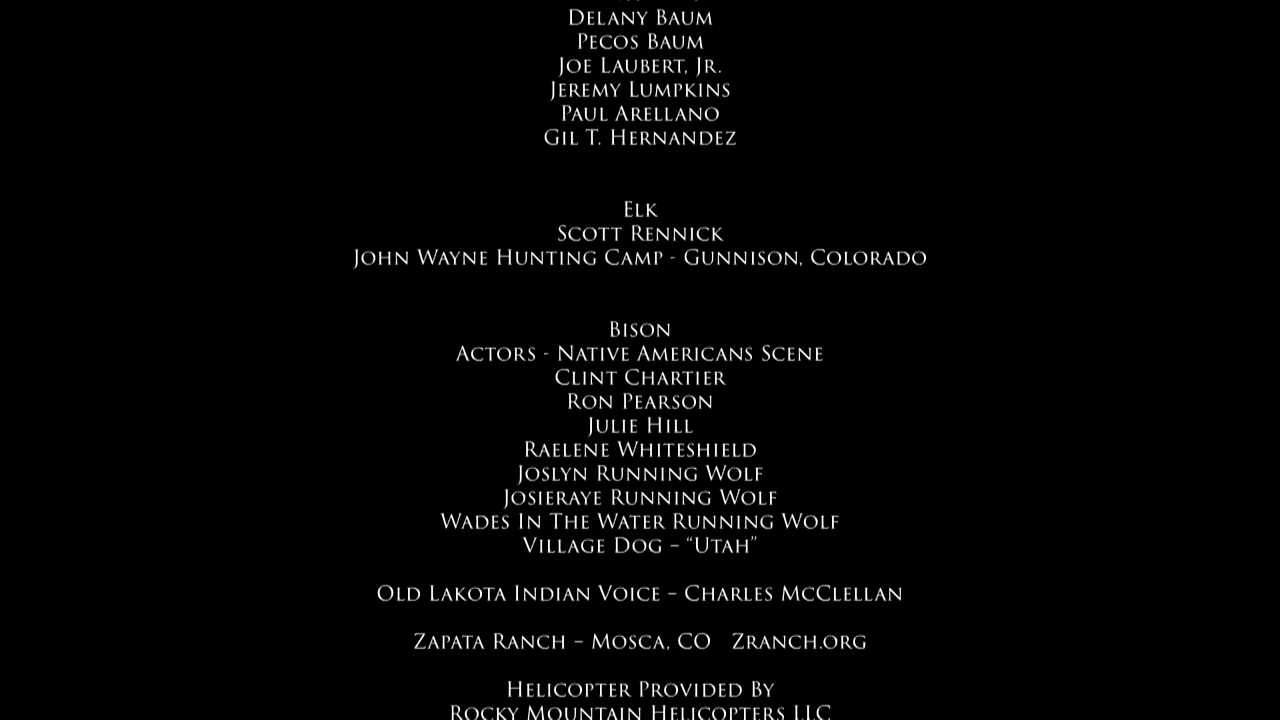 Delany Baum
Pecos Baum
Joe Laubert, Jr.
Jeremy Lumpkins
Paul Arellano
Gil T. Hernandez
Elk
Scott Rennick
John Wayne Hunting Camp - Gunnison, Colorado
Bison
Actors - Native Americans Scene
Clint Chartier
Ron Pearson
Julie Hill
Raelene Whiteshield
Joslyn Running Wolf
Josieraye Running Wolf
Wades In The Water Running Wolf
Village Dog – “Utah”
Old Lakota Indian Voice – Charles McClellan
Zapata Ranch – Mosca, CO Zranch.org
Helicopter Provided By
Rocky Mountain Helicopters LLC